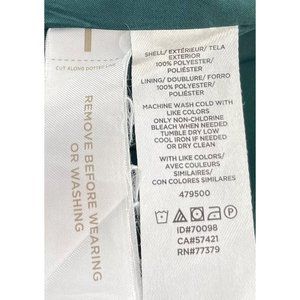 CUT ALONG DOTTED LINE
REMOVE BEFORE WEARING
OR WASHING
SHELL/ EXTÉRIEUR/ TELA
EXTERIOR
100% POLYESTER/
POLIÉSTER
LINING/ DOUBLURE/ FORRO
100% POLYESTER/
POLIÉSTER
MACHINE WASH COLD WITH
LIKE COLORS
ONLY NON-CHLORINE
BLEACH WHEN NEEDED
TUMBLE DRY LOW
COOL IRON IF NEEDED
OR DRY CLEAN
WITH LIKE COLORS/
AVEC COULEURS
SIMILAIRES/
CON COLORES SIMILARES
479500
ID#70098
CA#57421
RN#77379